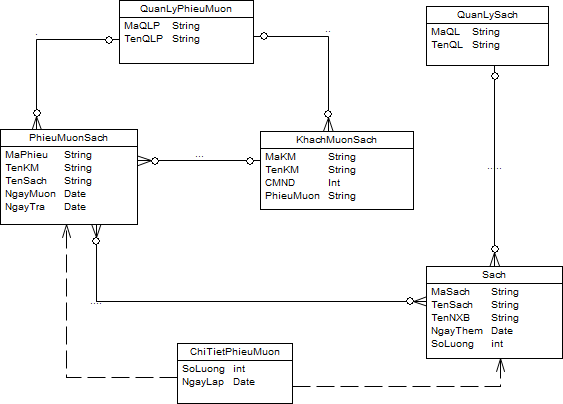 QuanLyPhieuMuon
MaQLP String
TenQLP String
QuanLySach
MaQL String
TenQL String
PhieuMuonSach
MaPhieu String
TenKM String
TenSach String
NgayMuon Date
NgayTra Date
KhachMuonSach
MaKM String
TenKM String
CMND Int
PhieuMuon String
Sach
MaSach String
TenSach String
TenNXB String
NgayThem Date
SoLuong int
ChiTietPhieuMuon
SoLuong int
NgayLap Date